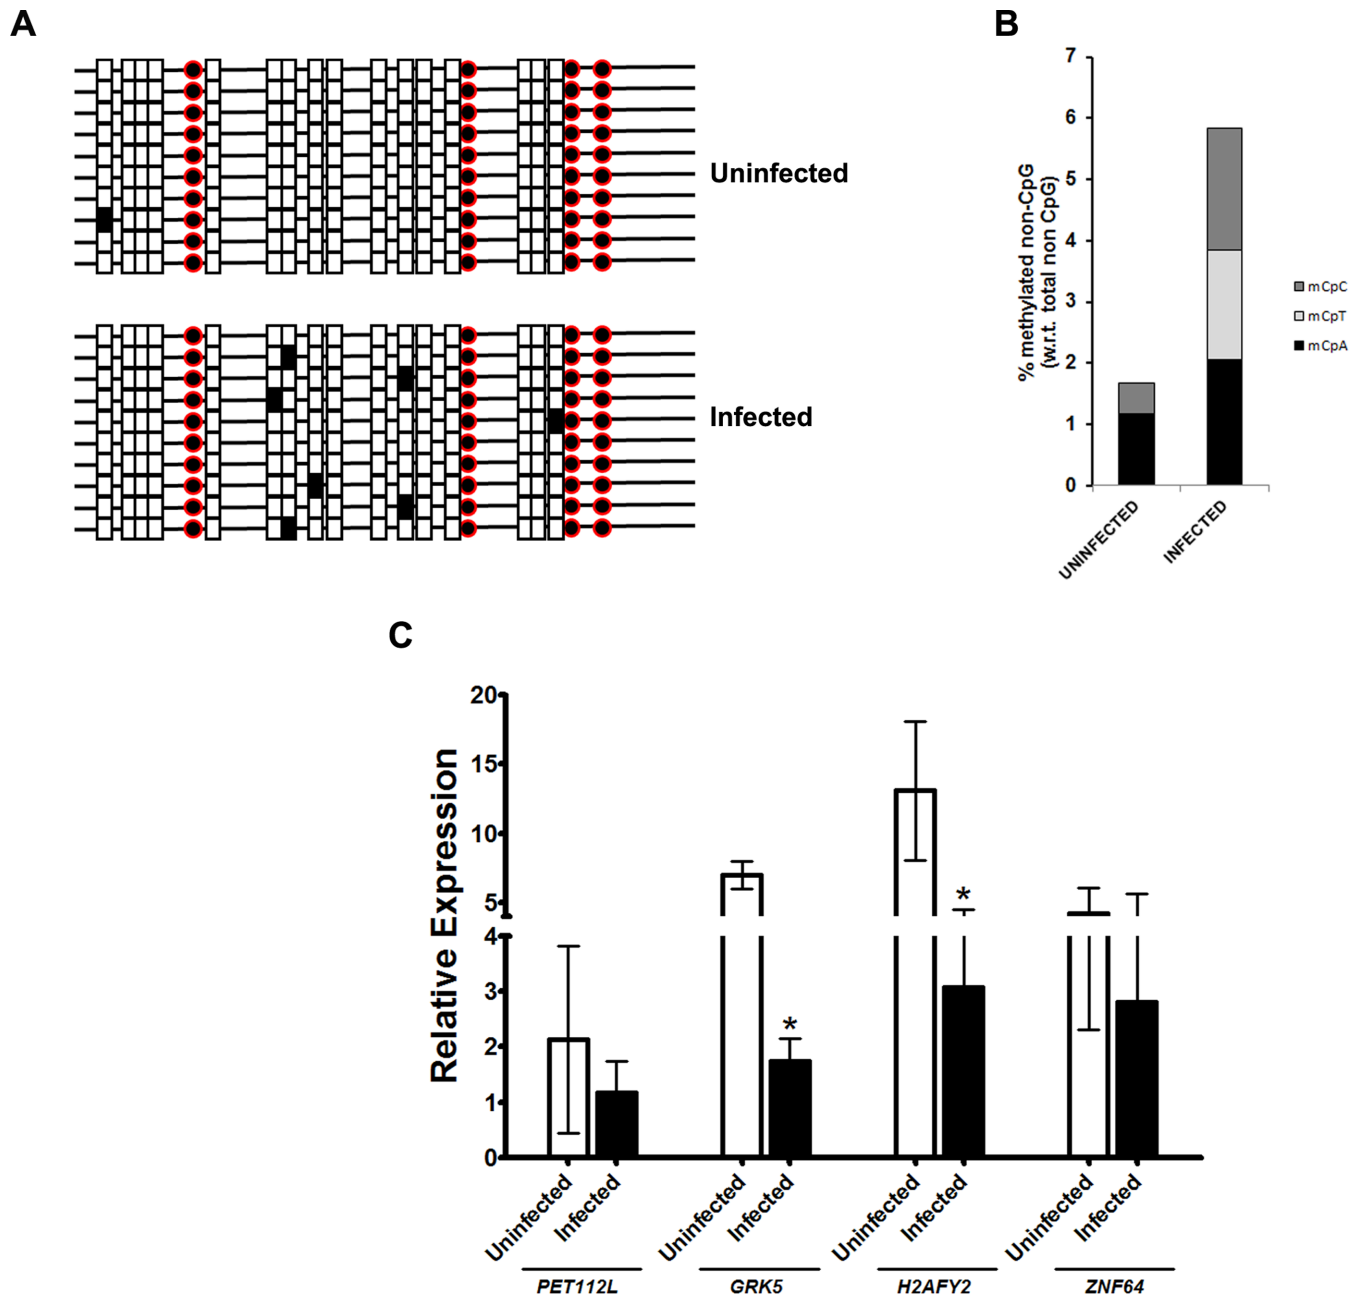 A
Uninfected
Infected
B
% methylated non-CpG
(w.r.t. total non CpG)
7
6
5
4
3
2
1
0
UNINFECTED
INFECTED
mCpC
mCpT
mCpA
C
Relative Expression
20
15
10
5
4
3
2
1
0
*
*
Uninfected
Infected
Uninfected
Infected
Uninfected
Infected
Uninfected
Infected
PET112L
GRK5
H2AFY2
ZNF64